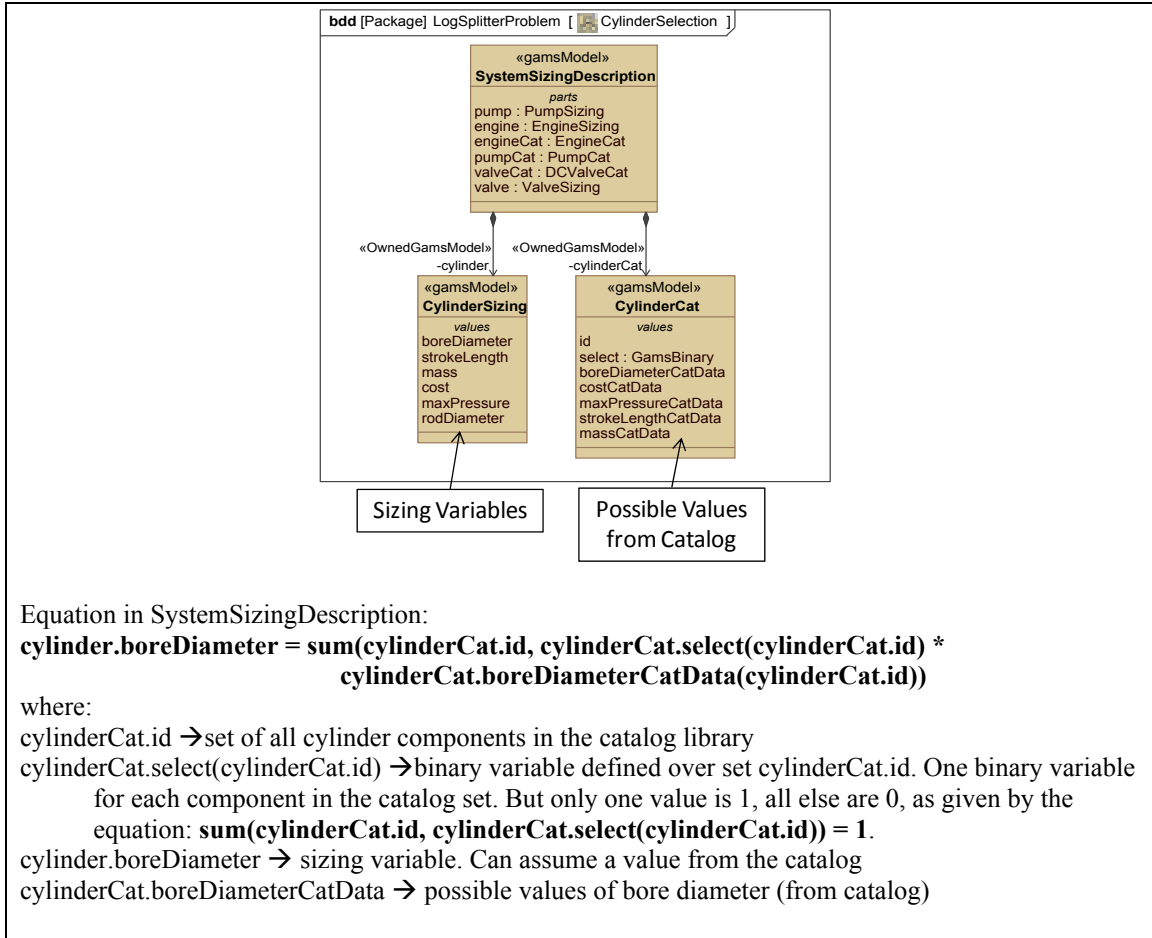 bdd [Package] LogSplitterProblem [ CylinderSelection ]
«gamsModel»
SystemSizingDescription
parts
pump : PumpSizing
engine : EngineSizing
engineCat : EngineCat
pumpCat : PumpCat
valveCat : DCValveCat
valve : ValveSizing
«OwnedGamsModel» «OwnedGamsModel»
-cylinder -cylinderCat
«gamsModel»
CylinderSizing
values
boreDiameter
strokeLength
mass
cost
maxPressure
rodDiameter
«gamsModel»
CylinderCat
values
id
select : GamsBinary
boreDiameterCatData
costCatData
maxPressureCatData
strokeLengthCatData
massCatData
Sizing Variables
Possible Values
from Catalog
Equation in SystemSizingDescription:
cylinder.boreDiameter = sum(cylinderCat.id, cylinderCat.select(cylinderCat.id) *
cylinderCat.boreDiameterCatData(cylinderCat.id))
where:
cylinderCat.id →set of all cylinder components in the catalog library
cylinderCat.select(cylinderCat.id) →binary variable defined over set cylinderCat.id. One binary variable
for each component in the catalog set. But only one value is 1, all else are 0, as given by the
equation: sum(cylinderCat.id, cylinderCat.select(cylinderCat.id)) = 1.
cylinder.boreDiameter → sizing variable. Can assume a value from the catalog
cylinderCat.boreDiameterCatData → possible values of bore diameter (from catalog)